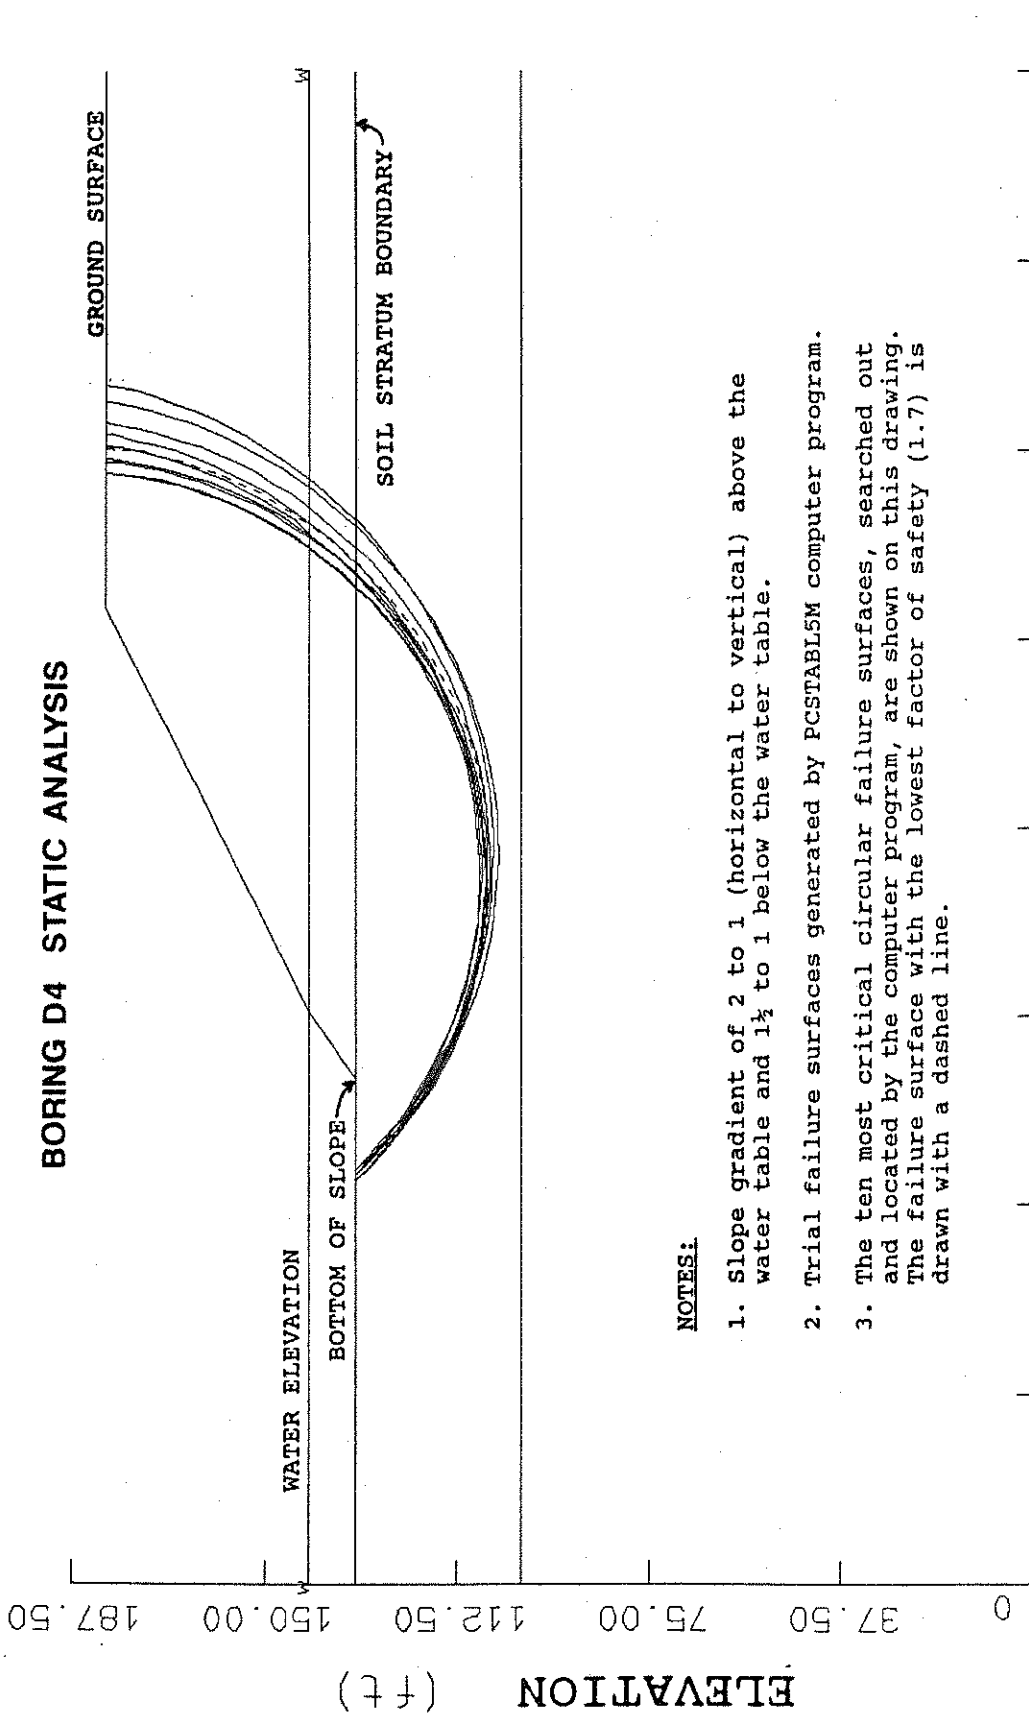 BORING D4 STATIC ANALYSIS
GROUND SURFACE
W
WATER ELEVATION
W
BOTTOM OF SLOPE
SOIL STRATUM BOUNDARY
NOTES:
1. Slope gradient of 2 to 1 (horizontal to vertical) above the
water table and 1½ to 1 below the water table.
2. Trial failure surfaces generated by PCSTABL5M computer program.
3. The ten most critical circular failure surfaces, searched out
and located by the computer program, are shown on this drawing.
The failure surface with the lowest factor of safety (1.7) is
drawn with a dashed line.
187.50
150.00
112.50
75.00
37.50
0
ELEVATION (ft)